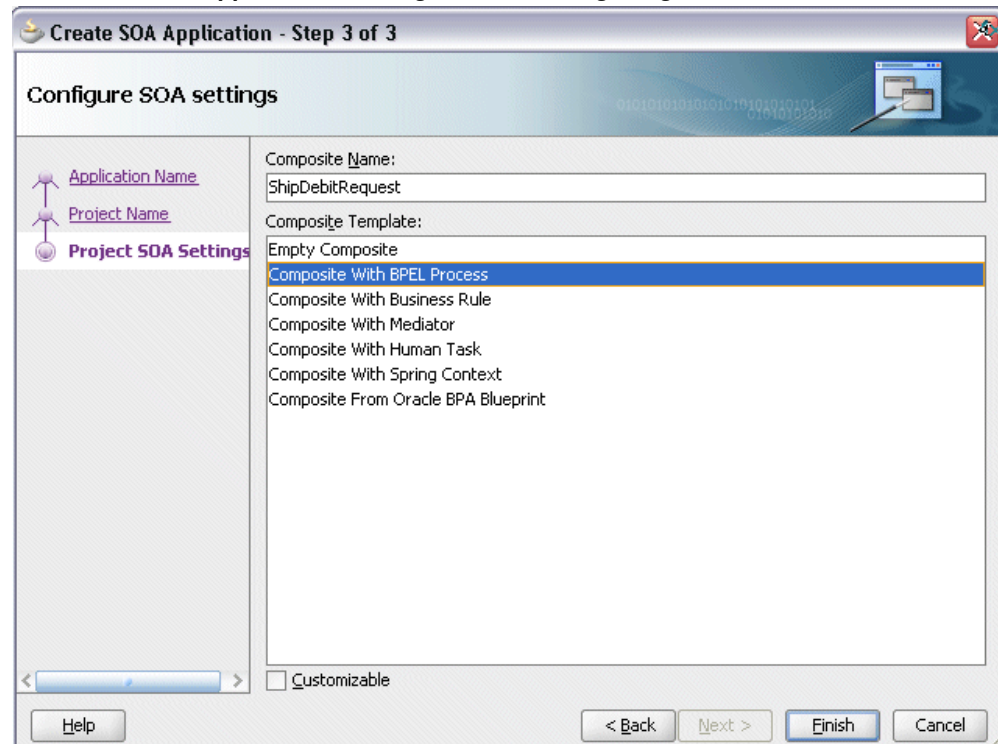 Create SOA Application - Step 3 of 3
Configure SOA settings
Application Name
Project Name
Project SOA Settings
Composite Name:
ShipDebitRequest
Composite Template:
Empty Composite
Composite With BPEL Process
Composite With Business Rule
Composite With Mediator
Composite With Human Task
Composite With Spring Context
Composite From Oracle BPA Blueprint
Customizable
Help
< Back
Next >
Finish
Cancel